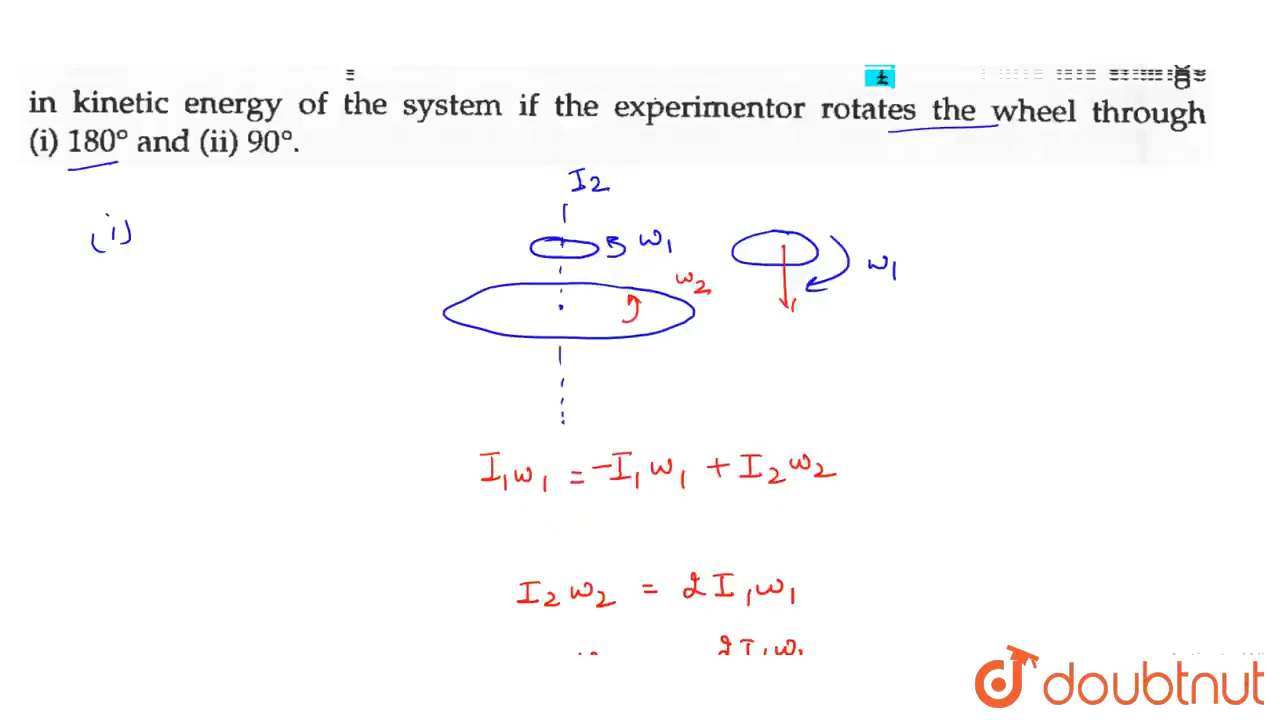 in kinetic energy of the system if the experimentor rotates the wheel through
(i) 180° and (ii) 90°.
I2
(i)
ω1
ω2
ω1
I1ω1 = -I1ω1 + I2ω2
I2ω2 = 2I1ω1
2I1ω1
doubtnut